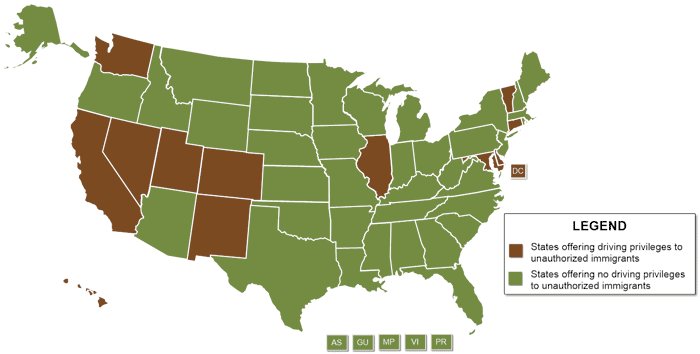 DC
LEGEND
States offering driving privileges to
unauthorized immigrants
States offering no driving privileges
to unauthorized immigrants
AS GU MP VI PR